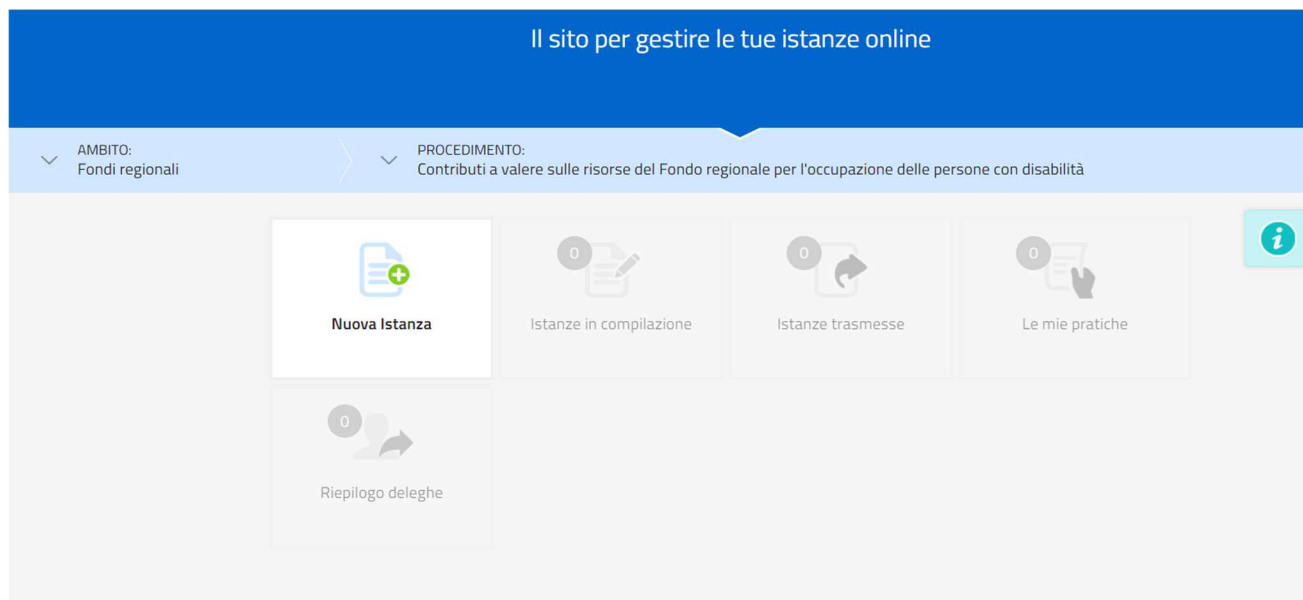 Il sito per gestire le tue istanze online
AMBITO:
Fondi regionali
PROCEDIMENTO:
Contributi a valere sulle risorse del Fondo regionale per l'occupazione delle persone con disabilità
Nuova Istanza
0
Istanze in compilazione
0
Istanze trasmesse
0
Le mie pratiche
i
0
Riepilogo deleghe